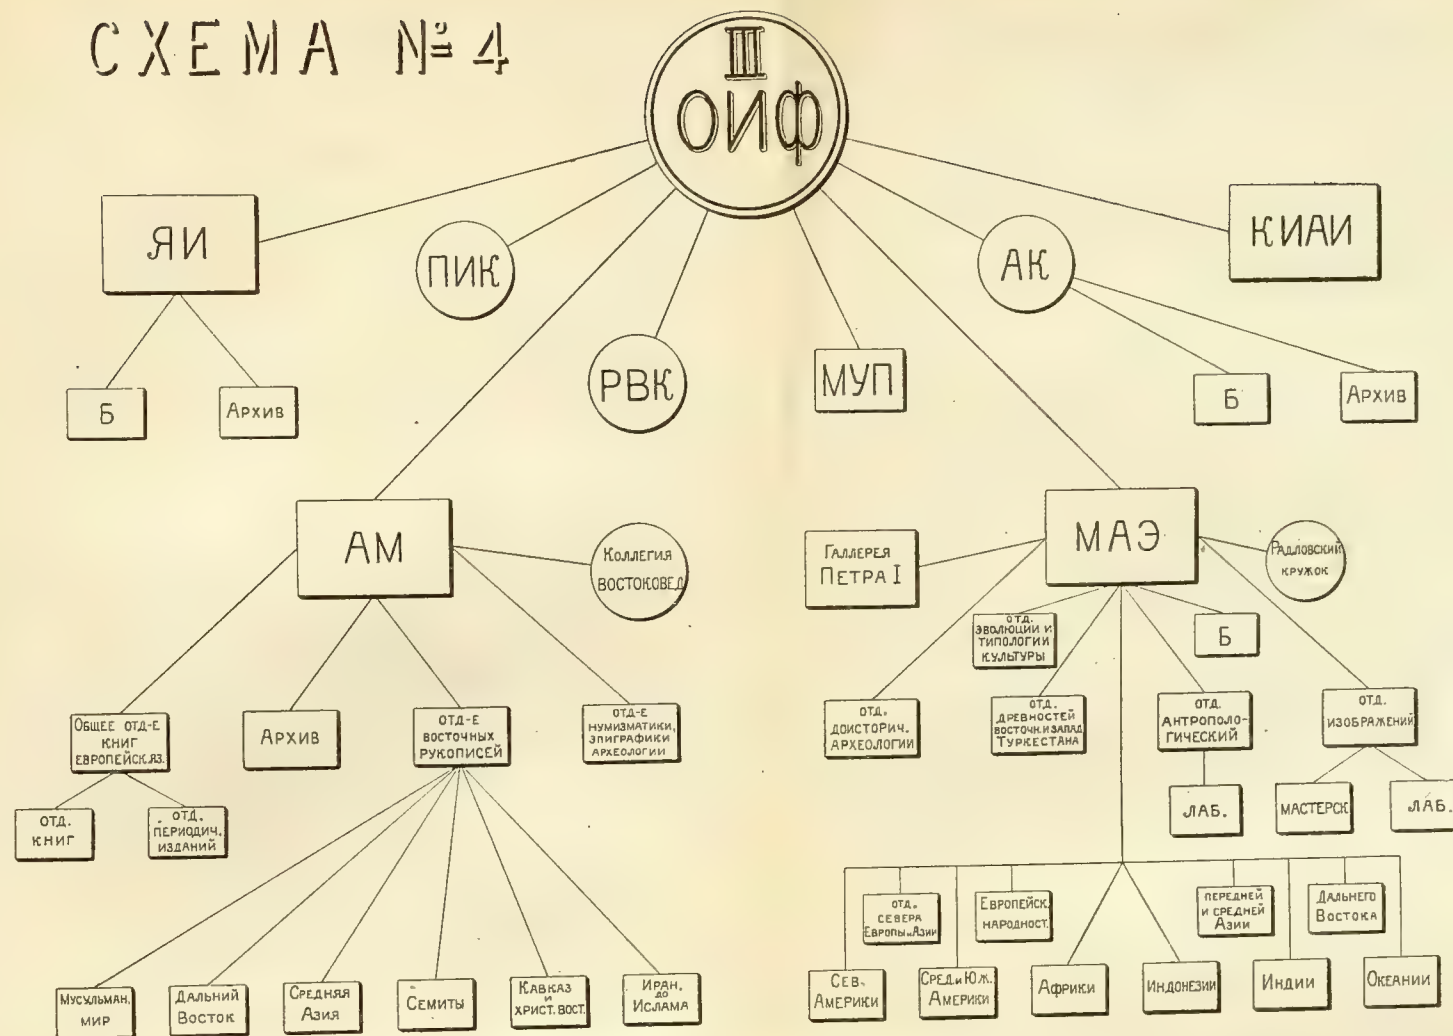 СХЕМА № 4
III
ОИФ
ЯИ
ПИК
АК
КИАИ
РВК
МУП
Б
Архив
Б
Архив
АМ
Коллегия
востоковед.
МАЭ
Галлерея
Петра I
Радловский
кружок
отд.
эволюции и
типологии
культуры
Б
Общее отд-е
книг
европейск.яз.
Архив
отд-е
восточных
рукописей
отд-е
нумизматики,
эпиграфики
археологии
отд.
доисторич.
археологии
отд.
древностей
восточн.и запад.
Туркестана
отд.
антрополо-
гический
отд.
изображений
отд.
книг
отд.
периодич.
изданий
лаб.
мастерск.
лаб.
отд.
севера
Европы и Азии
Европейск.
народност.
передней
и средней
Азии
Дальнего
Востока
Мусульман.
мир
Дальний
Восток
Средняя
Азия
Семиты
Кавказ
и
христ. вост.
Иран.
до
Ислама
Сев.
Америки
Сред.и Юж.
Америки
Африки
Индонезии
Индии
Океании